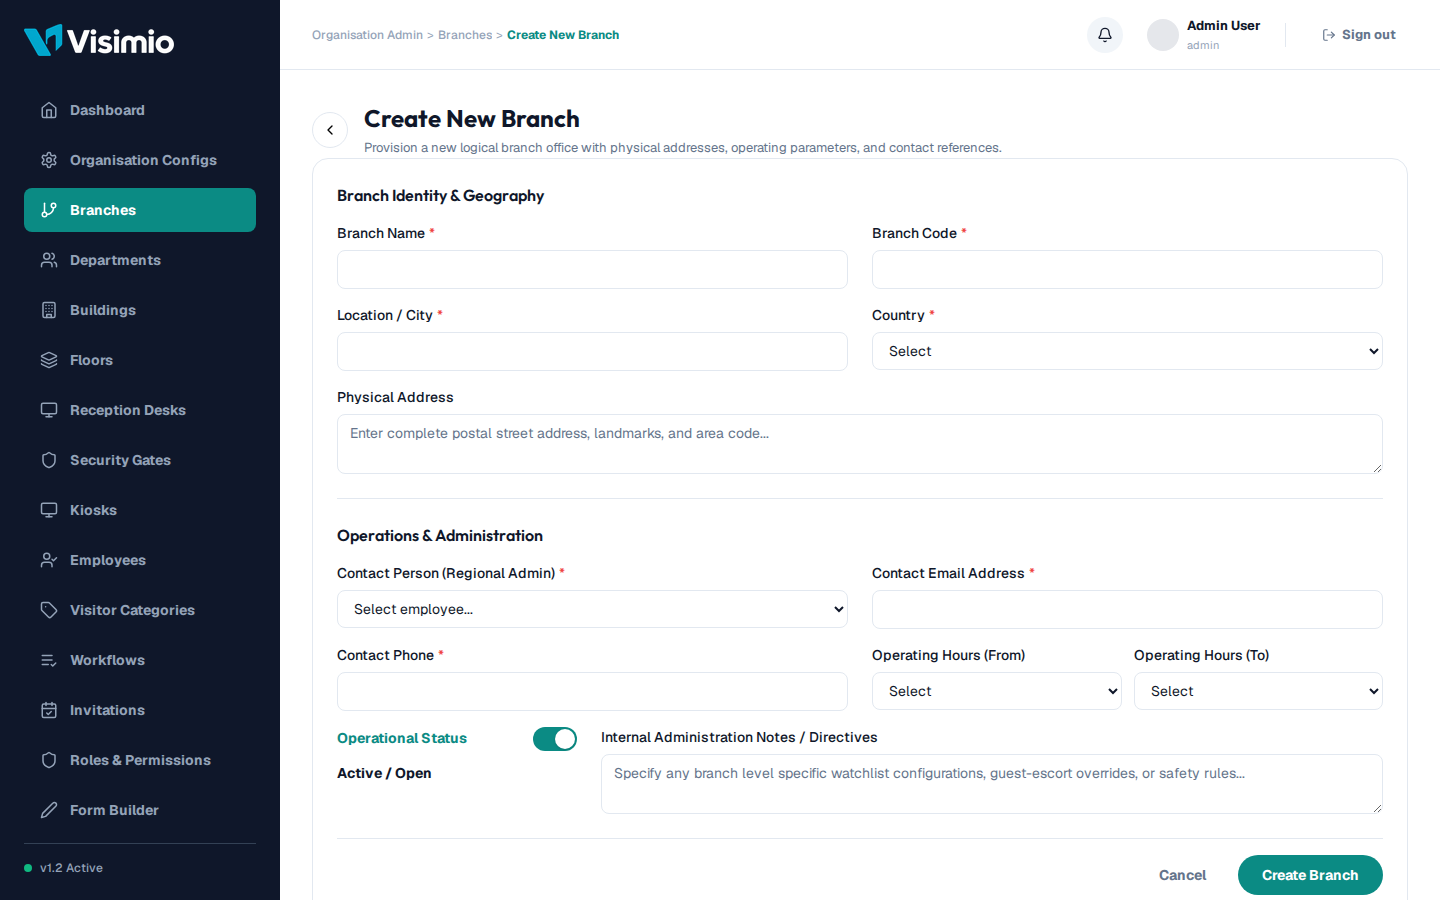 Visimio
Organisation Admin > Branches > Create New Branch
Admin User
admin
Sign out
Dashboard
Organisation Configs
Branches
Departments
Buildings
Floors
Reception Desks
Security Gates
Kiosks
Employees
Visitor Categories
Workflows
Invitations
Roles & Permissions
Form Builder
v1.2 Active
Create New Branch
Provision a new logical branch office with physical addresses, operating parameters, and contact references.
Branch Identity & Geography
Branch Name *
Branch Code *
Location / City *
Country *
Select
Physical Address
Enter complete postal street address, landmarks, and area code...
Operations & Administration
Contact Person (Regional Admin) *
Contact Email Address *
Select employee...
Contact Phone *
Operating Hours (From)
Operating Hours (To)
Select
Select
Operational Status
Internal Administration Notes / Directives
Active / Open
Specify any branch level specific watchlist configurations, guest-escort overrides, or safety rules...
Cancel
Create Branch